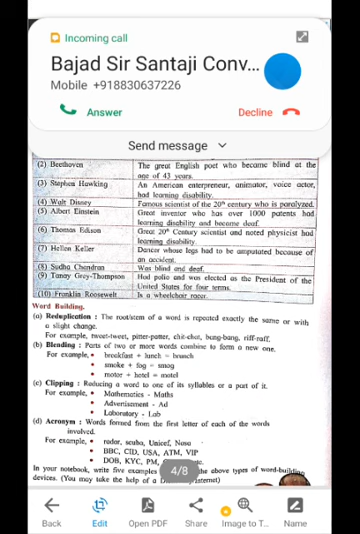 Incoming call
Bajad Sir Santaji Conv...
Mobile +918830637226
Answer
Decline
Send message
(2) Beethoven
The great English poet who became blind at the age of 43 years.
(3) Stephen Hawking
An American enterpreneur, animator, voice actor, had learning disability.
(4) Walt Disney
Famous scientist of the 20th century who is paralyzed.
(5) Albert Einstein
Great inventor who has over 1000 patents had learning disability and became deaf.
(6) Thomas Edison
Great 20th Century scientist and noted physicist had learning disability.
(7) Hellen Keller
Dancer whose legs had to be amputated because of an accident.
(8) Sudha Chandran
Was blind and deaf.
(9) Tanny Grey-Thompson
Had polio and was elected as the President of the United States for four terms.
(10) Franklin Roosevelt
Is a wheelchair racer.
Word Building.
(a) Reduplication : The root/stem of a word is repeated exactly the same or with
a slight change.
For example, tweet-tweet, pitter-patter, chit-chat, bang-bang, riff-raff.
(b) Blending : Parts of two or more words combine to form a new one.
For example, • breakfast + lunch = brunch
• smoke + fog = smog
• motor + hotel = motel
(c) Clipping : Reducing a word to one of its syllables or a part of it.
For example, • Mathematics - Maths
• Advertisement - Ad
• Laboratory - Lab
(d) Acronym : Words formed from the first letter of each of the words
involved.
For example, • radar, scuba, Unicef, Nasa
• BBC, CID, USA, ATM, VIP
• DOB, KYC, PM,
In your notebook, write five examples the above types of word-building
devices. (You may take the help of a
4/8
Back
Edit
Open PDF
Share
Image to T...
Name